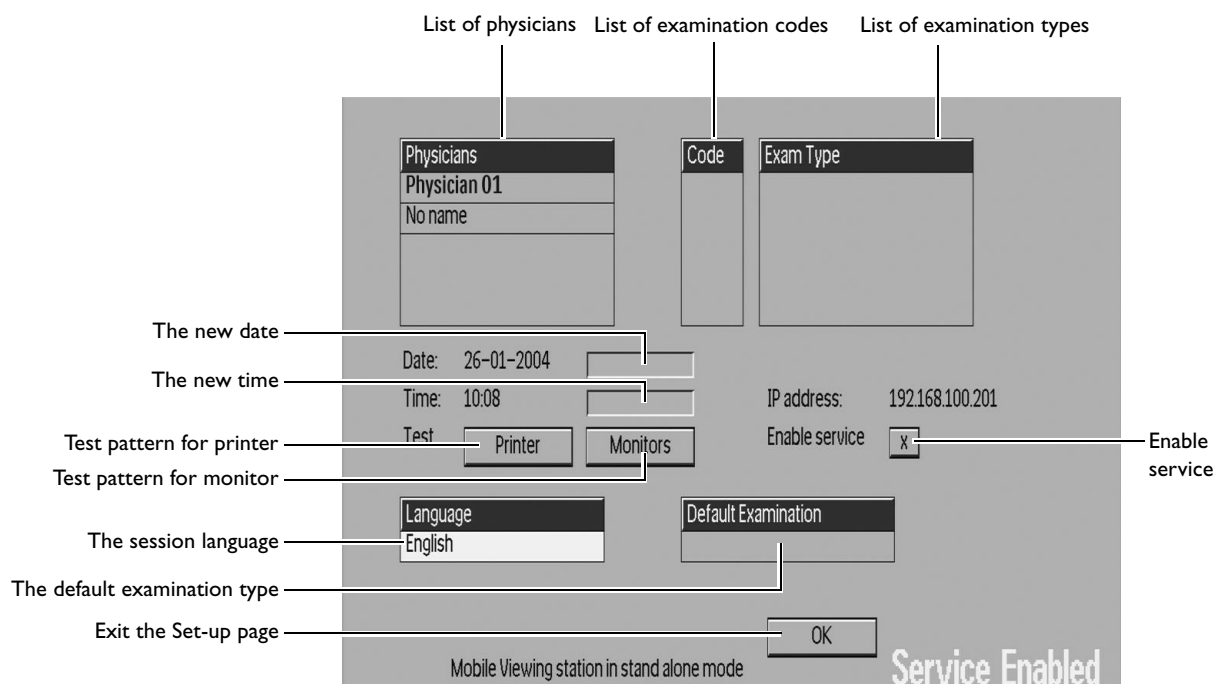 List of physicians List of examination codes List of examination types
Physicians Code Exam Type
Physician 01
No name
The new date Date: 26-01-2004
The new time Time: 10:08 IP address: 192.168.100.201
Test pattern for printer Test Printer Monitors Enable service X Enable service
Test pattern for monitor
Language Default Examination
The session language English
The default examination type
Exit the Set-up page OK
Mobile Viewing station in stand alone mode Service Enabled